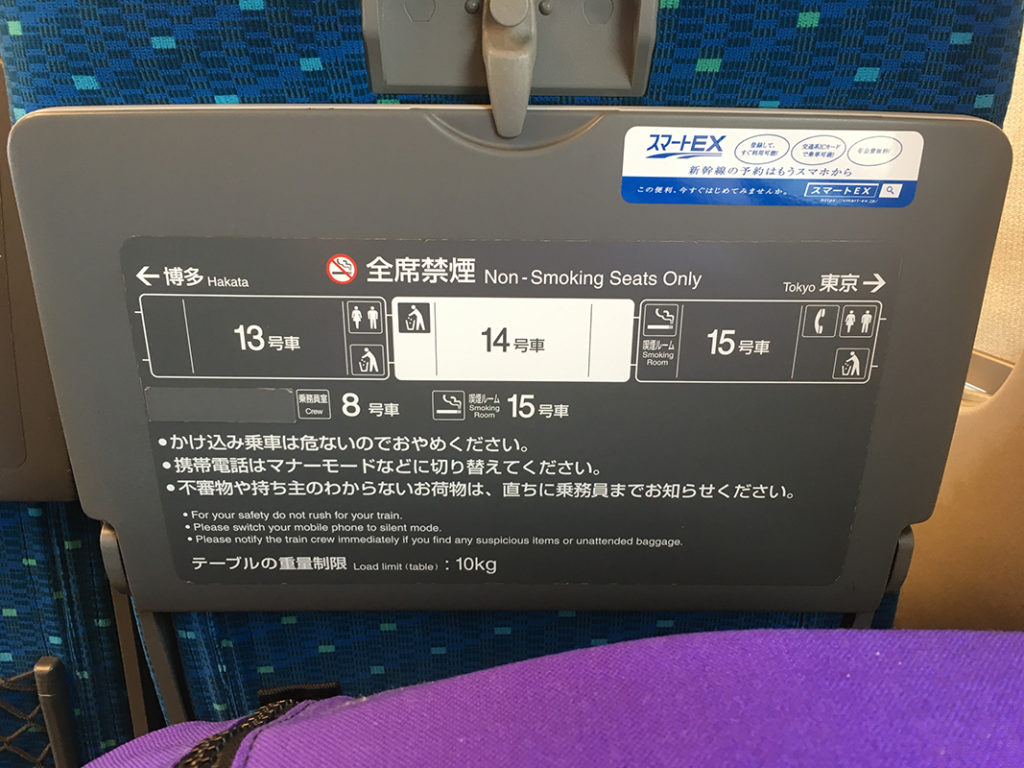 スマートEX 登録して、すぐ利用可能! 交通系ICカードで乗車可能! 年会費無料!
新幹線の予約はもうスマホから
この便利、今すぐはじめてみませんか。 スマートEX
https://smart-ex.jp/
←博多 Hakata 全席禁煙 Non-Smoking Seats Only Tokyo 東京→
13号車 14号車 喫煙ルーム Smoking Room 15号車
乗務員室 Crew 8号車 喫煙ルーム Smoking Room 15号車
●かけ込み乗車は危ないのでおやめください。
●携帯電話はマナーモードなどに切り替えてください。
●不審物や持ち主のわからないお荷物は、直ちに乗務員までお知らせください。
● For your safety do not rush for your train.
● Please switch your mobile phone to silent mode.
● Please notify the train crew immediately if you find any suspicious items or unattended baggage.
テーブルの重量制限 Load limit (table) : 10kg